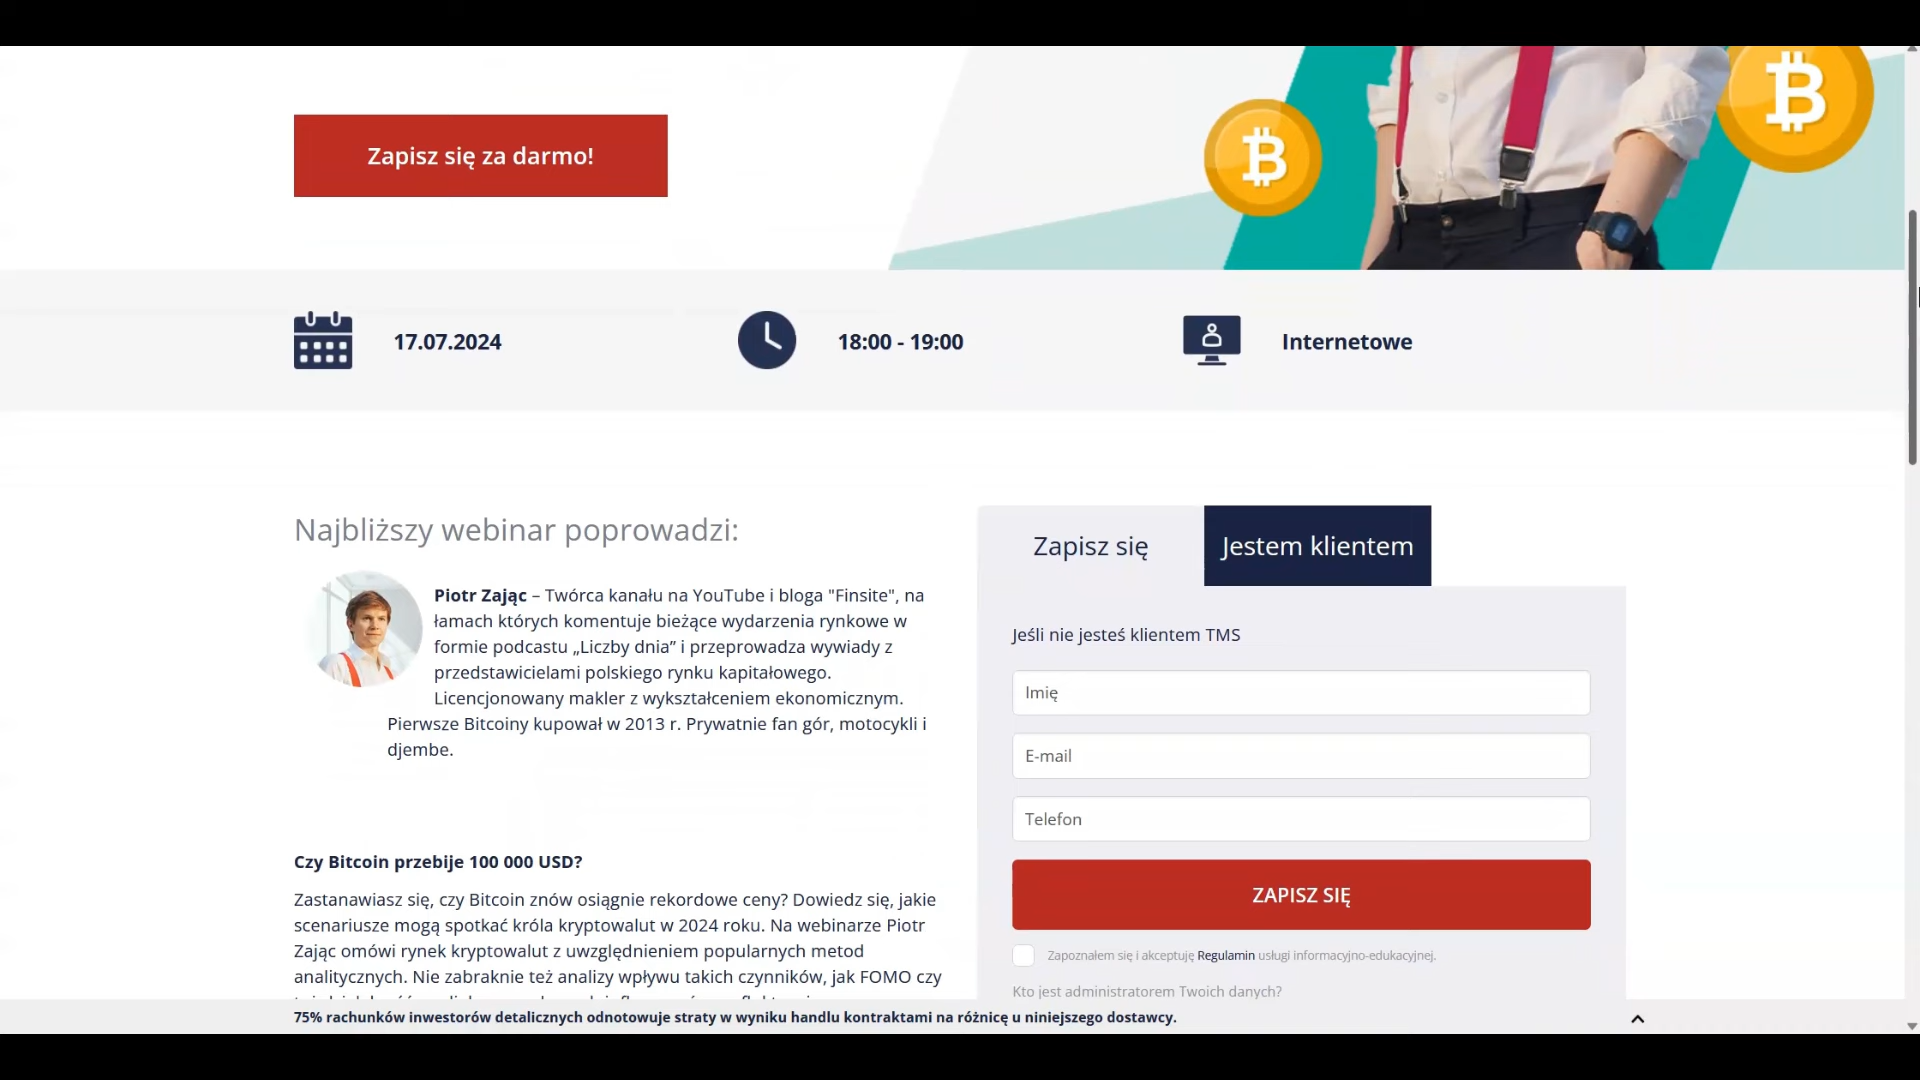 Zapisz się za darmo!
17.07.2024
18:00 - 19:00
Internetowe
Najbliższy webinar poprowadzi:
Piotr Zając – Twórca kanału na YouTube i bloga "Finsite", na
łamach których komentuje bieżące wydarzenia rynkowe w
formie podcastu „Liczby dnia” i przeprowadza wywiady z
przedstawicielami polskiego rynku kapitałowego.
Licencjonowany makler z wykształceniem ekonomicznym.
Pierwsze Bitcoiny kupował w 2013 r. Prywatnie fan gór, motocykli i
djembe.
Czy Bitcoin przebije 100 000 USD?
Zastanawiasz się, czy Bitcoin znów osiągnie rekordowe ceny? Dowiedz się, jakie
scenariusze mogą spotkać króla kryptowalut w 2024 roku. Na webinarze Piotr
Zając omówi rynek kryptowalut z uwzględnieniem popularnych metod
analitycznych. Nie zabraknie też analizy wpływu takich czynników, jak FOMO czy
Zapisz się
Jestem klientem
Jeśli nie jesteś klientem TMS
Imię
E-mail
Telefon
ZAPISZ SIĘ
Zapoznałem się i akceptuję Regulamin usługi informacyjno-edukacyjnej.
Kto jest administratorem Twoich danych?
75% rachunków inwestorów detalicznych odnotowuje straty w wyniku handlu kontraktami na różnicę u niniejszego dostawcy.